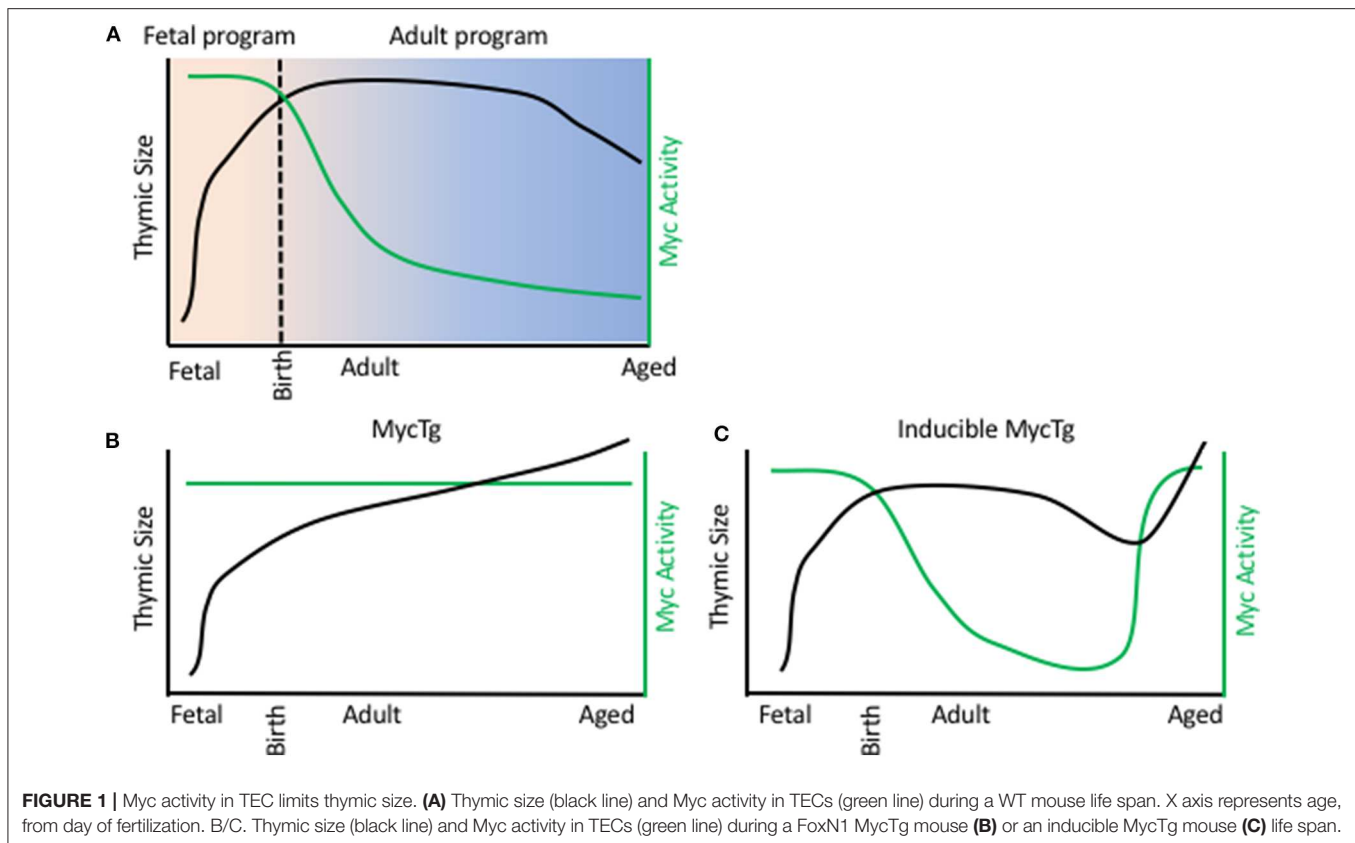 A
Fetal program
Adult program
Thymic Size
Myc Activity
Fetal
Birth
Adult
Aged
B
MycTg
Thymic Size
Myc Activity
Fetal
Birth
Adult
Aged
C
Inducible MycTg
Thymic Size
Myc Activity
Fetal
Birth
Adult
Aged
FIGURE 1 | Myc activity in TEC limits thymic size. (A) Thymic size (black line) and Myc activity in TECs (green line) during a WT mouse life span. X axis represents age,
from day of fertilization. B/C. Thymic size (black line) and Myc activity in TECs (green line) during a FoxN1 MycTg mouse (B) or an inducible MycTg mouse (C) life span.